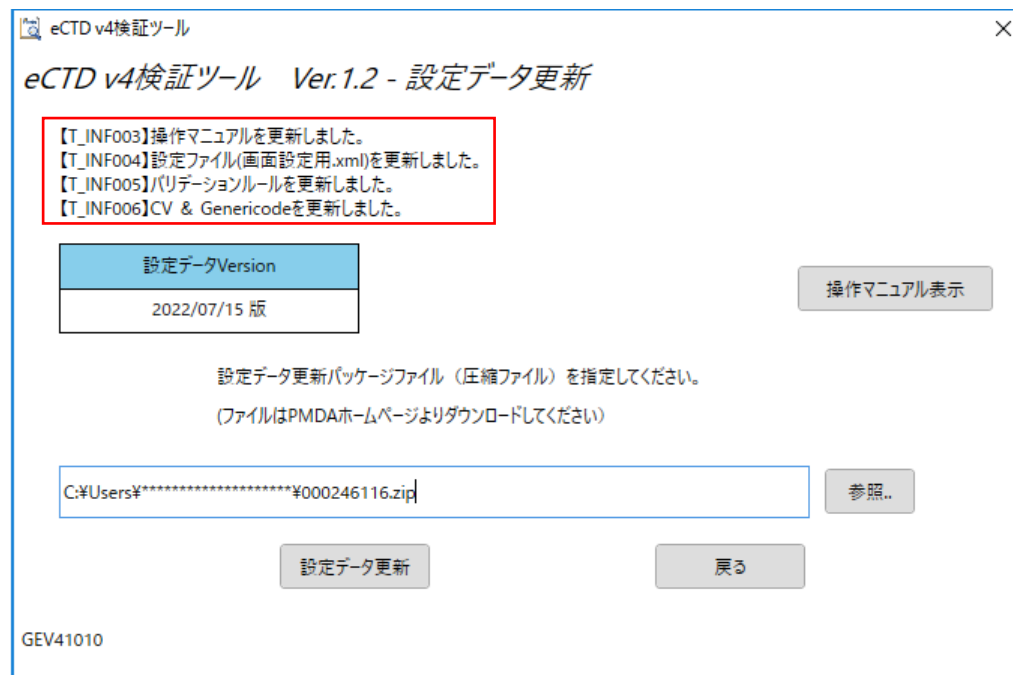 eCTD v4検証ツール
eCTD v4検証ツール　Ver.1.2 - 設定データ更新
【T_INF003】操作マニュアルを更新しました。
【T_INF004】設定ファイル(画面設定用.xml)を更新しました。
【T_INF005】バリデーションルールを更新しました。
【T_INF006】CV & Genericodeを更新しました。
設定データVersion
2022/07/15 版
操作マニュアル表示
設定データ更新パッケージファイル（圧縮ファイル）を指定してください。
(ファイルはPMDAホームページよりダウンロードしてください）
C:¥Users¥********************¥000246116.zip
参照..
設定データ更新
戻る
GEV41010